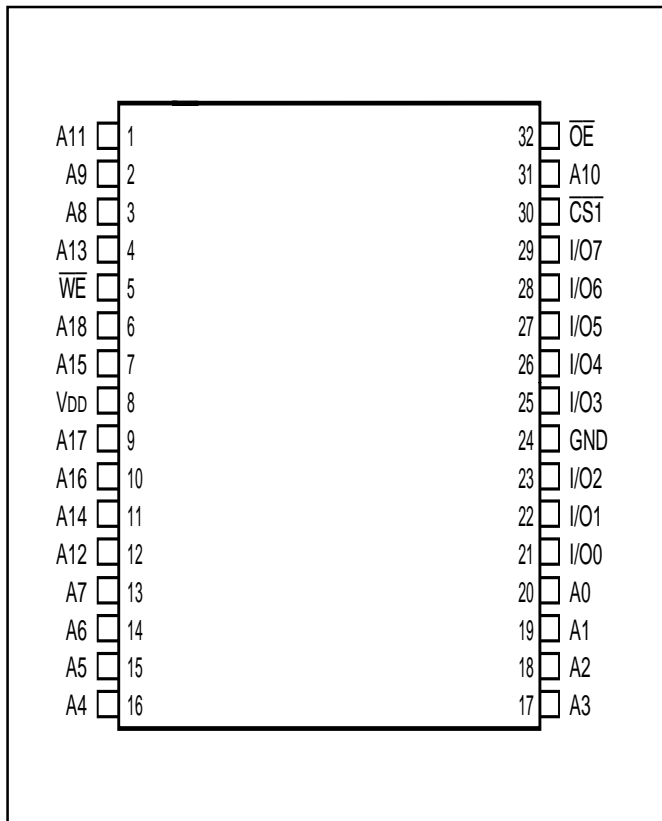 A11 1 32 O̅E̅
A9 2 31 A10
A8 3 30 C̅S̅1̅
A13 4 29 I/O7
W̅E̅ 5 28 I/O6
A18 6 27 I/O5
A15 7 26 I/O4
VDD 8 25 I/O3
A17 9 24 GND
A16 10 23 I/O2
A14 11 22 I/O1
A12 12 21 I/O0
A7 13 20 A0
A6 14 19 A1
A5 15 18 A2
A4 16 17 A3